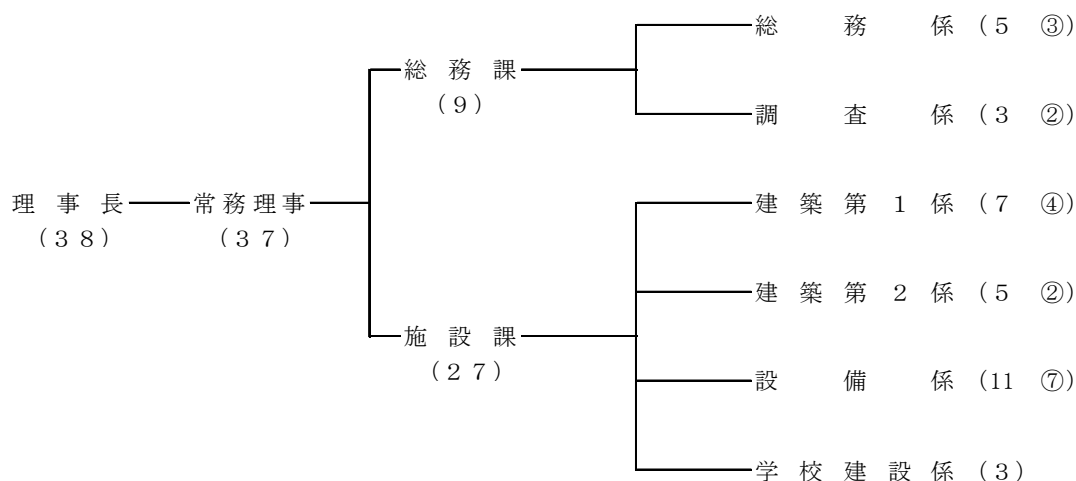 総務係(5 ③)
総務課
(9)
調査係(3 ②)
理事長 常務理事 建築第1係(7 ④)
(38) (37)
建築第2係(5 ②)
施設課
(27)
設備係(11 ⑦)
学校建設係(3)